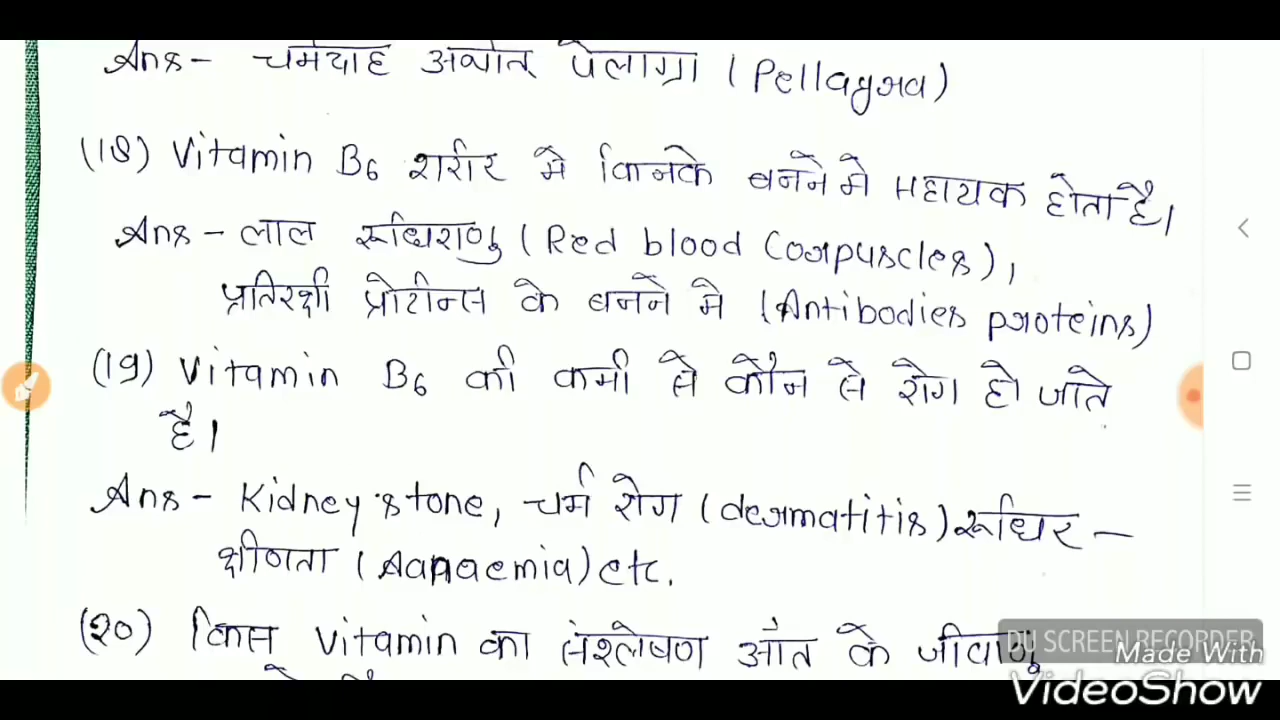 Ans - चर्मदाह अर्थात् पेलाग्रा (Pellagra)
(18) Vitamin B6 शरीर मे किनके बनने मे सहायक होता है।
Ans - लाल रूधिराणु (Red blood Corpuscles),
प्रतिरक्षी प्रोटीन्स के बनने मे (Antibodies proteins)
(19) Vitamin B6 की कमी से कौन से रोग हो जाते
है।
Ans - Kidney stone, चर्म रोग (dermatitis) रूधिर -
क्षीणता (Aanaemia) etc.
(20) किस Vitamin का संश्लेषण आँत के जीवाणु
DU SCREEN RECORDER
Made With
VideoShow